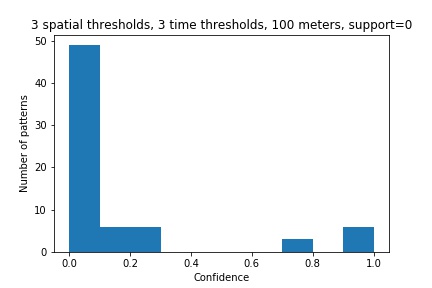 3 spatial thresholds, 3 time thresholds, 100 meters, support=0
50
40
30
20
10
0
Number of patterns
0.0 0.2 0.4 0.6 0.8 1.0
Confidence